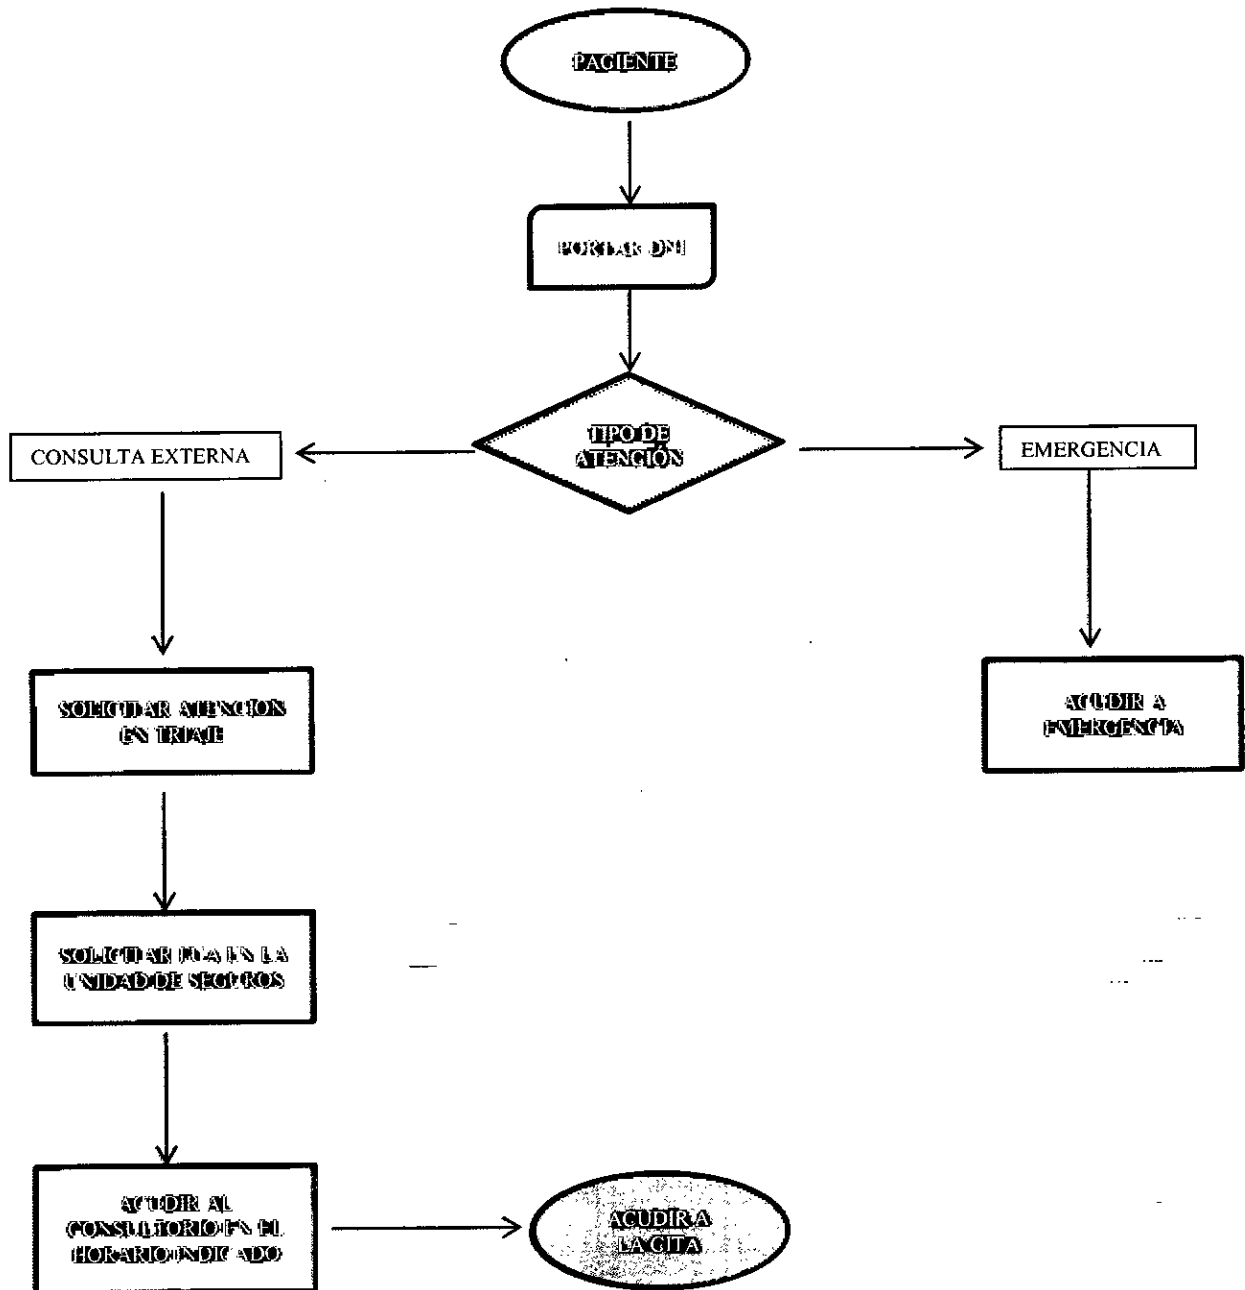 PACIENTE
PORTAR DNI
TIPO DE
ATENCIÓN
CONSULTA EXTERNA
EMERGENCIA
SOLICITAR ATENCION
EN TRIAJE
ACUDIR A
EMERGENCIA
SOLICITAR FUA EN LA
UNIDAD DE SEGUROS
ACUDIR AL
CONSULTORIO EN EL
HORARIO INDICADO
ACUDIR A
LA CITA